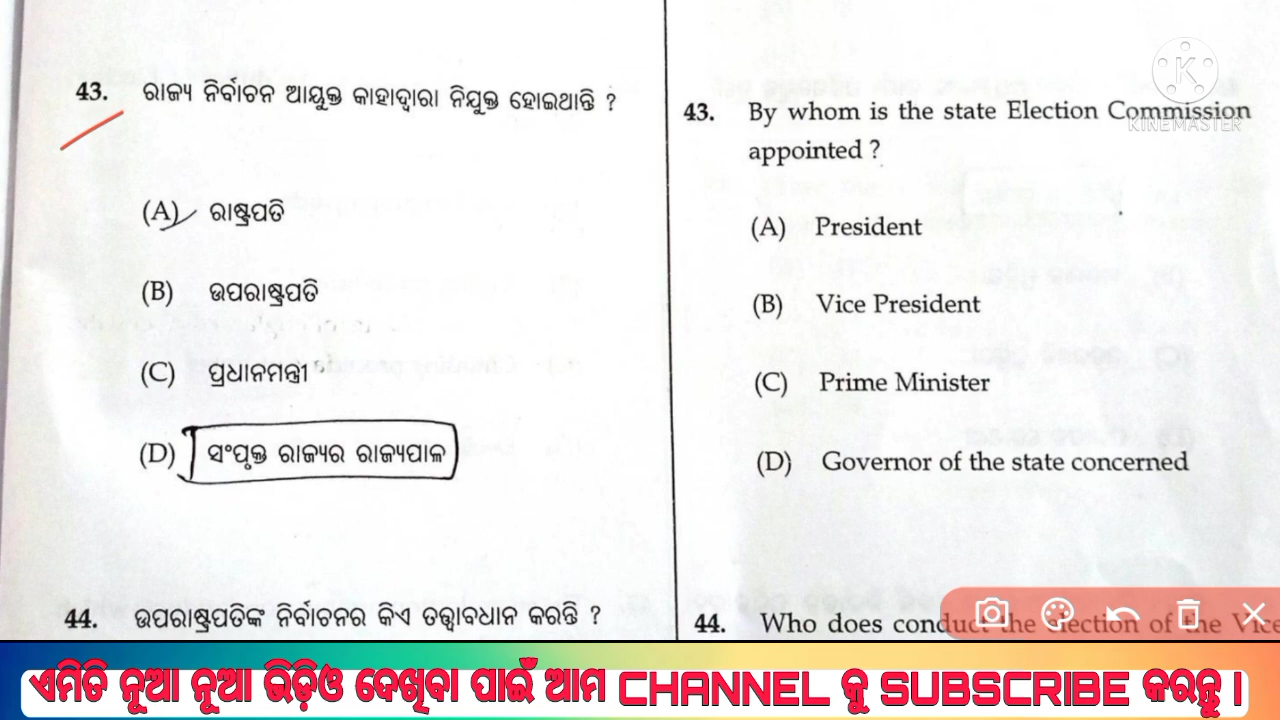 43. ରାଜ୍ୟ ନିର୍ବାଚନ ଆୟୁକ୍ତ କାହାଦ୍ୱାରା ନିଯୁକ୍ତ ହୋଇଥାନ୍ତି ?
(A) ରାଷ୍ଟ୍ରପତି
(B) ଉପରାଷ୍ଟ୍ରପତି
(C) ପ୍ରଧାନମନ୍ତ୍ରୀ
(D) ସଂପୃକ୍ତ ରାଜ୍ୟର ରାଜ୍ୟପାଳ
44. ଉପରାଷ୍ଟ୍ରପତିଙ୍କ ନିର୍ବାଚନର କିଏ ତତ୍ତ୍ୱାବଧାନ କରନ୍ତି ?
43. By whom is the state Election Commission
appointed ?
(A) President
(B) Vice President
(C) Prime Minister
(D) Governor of the state concerned
44. Who does conduct the election of the Vice
K
KINEMASTER
ଏମିତି ନୂଆ ନୂଆ ଭିଡ଼ିଓ ଦେଖିବା ପାଇଁ ଆମ CHANNEL କୁ SUBSCRIBE କରନ୍ତୁ ।